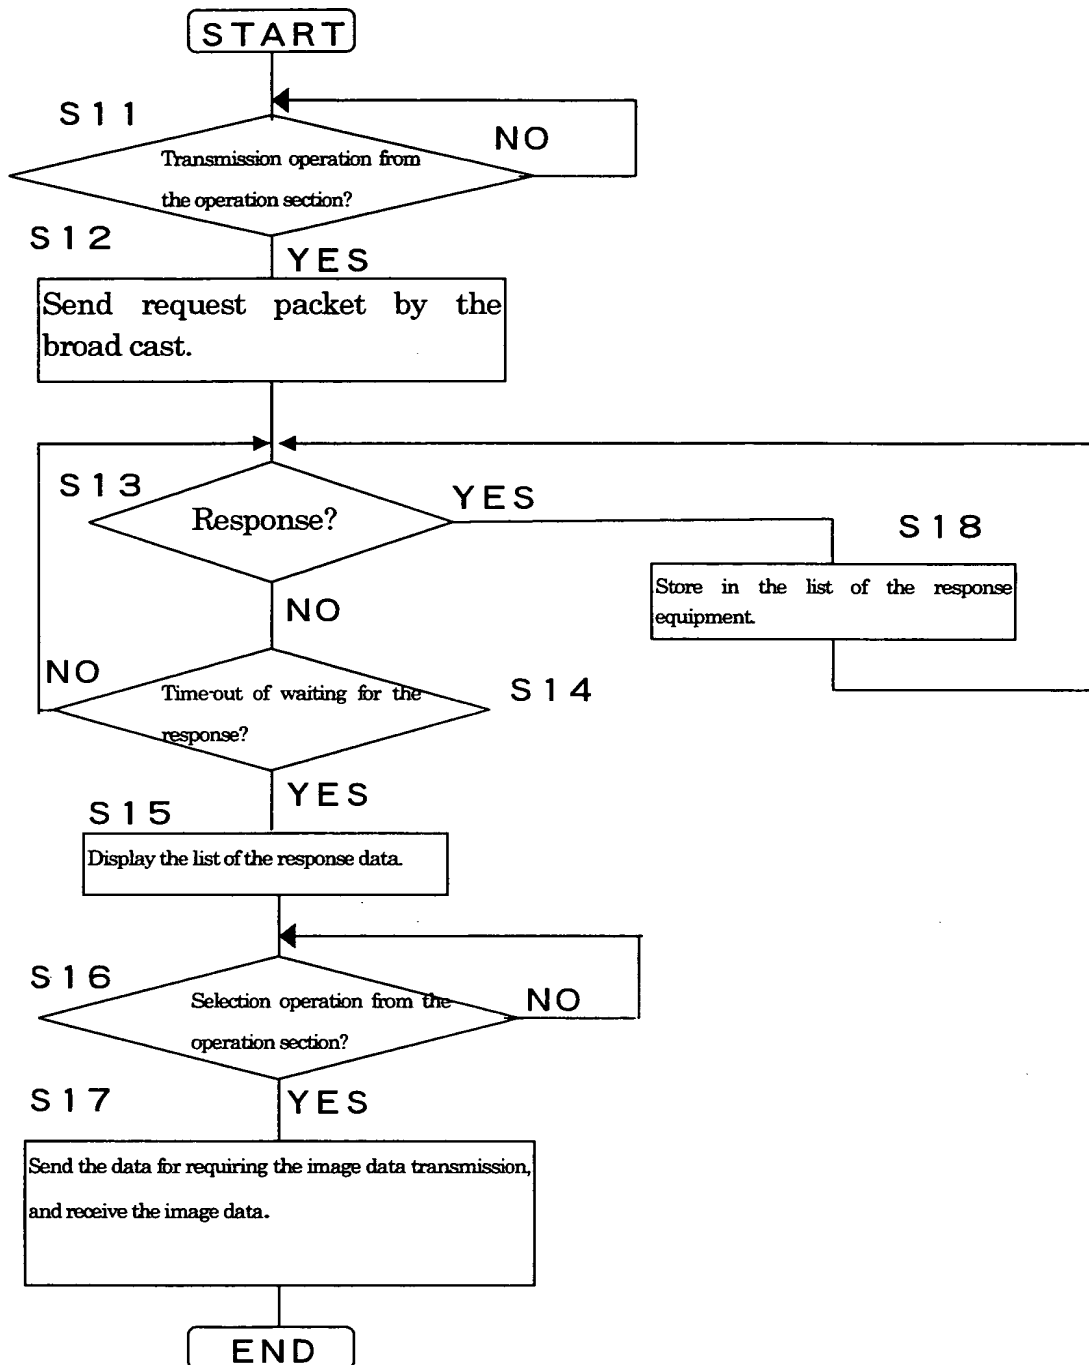 START
S11
NO
Transmission operation from
the operation section?
S12
YES
Send request packet by the
broad cast.
S13
YES
Response?
S18
Store in the list of the response
equipment.
NO
NO
Time-out of waiting for the
response?
S14
YES
S15
Display the list of the response data.
S16
Selection operation from the
operation section?
NO
S17
YES
Send the data for requiring the image data transmission,
and receive the image data.
END